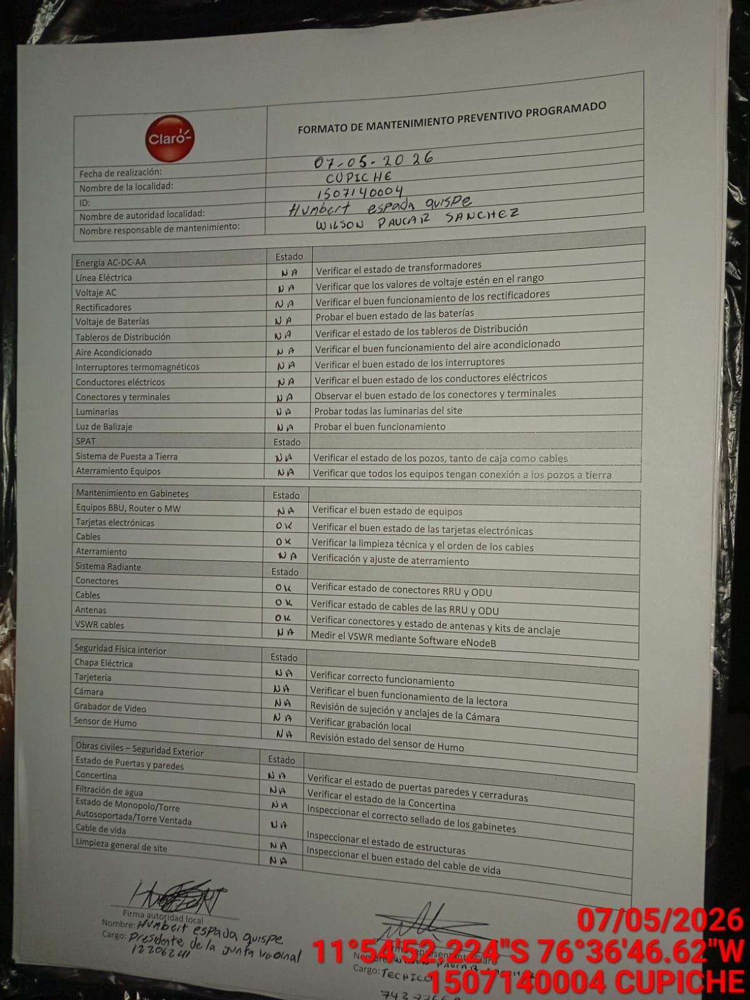 Claro
FORMATO DE MANTENIMIENTO PREVENTIVO PROGRAMADO
Fecha de realización: 07-05-2026
Nombre de la localidad: CUPICHE
ID: 1507140004
Nombre de autoridad localidad: Humbert espada quispe
Nombre responsable de mantenimiento: WILSON PAUCAR SANCHEZ
Energía AC-DC-AA Estado
Línea Eléctrica NA Verificar el estado de transformadores
Voltaje AC NA Verificar que los valores de voltaje estén en el rango
Rectificadores NA Verificar el buen funcionamiento de los rectificadores
Voltaje de Baterías NA Probar el buen estado de las baterías
Tableros de Distribución NA Verificar el estado de los tableros de Distribución
Aire Acondicionado NA Verificar el buen funcionamiento del aire acondicionado
Interruptores termomagnéticos NA Verificar el buen estado de los interruptores
Conductores eléctricos NA Verificar el buen estado de los conductores eléctricos
Conectores y terminales NA Observar el buen estado de los conectores y terminales
Luminarias NA Probar todas las luminarias del site
Luz de Balizaje NA Probar el buen funcionamiento
SPAT Estado
Sistema de Puesta a Tierra NA Verificar el estado de los pozos, tanto de caja como cables
Aterramiento Equipos NA Verificar que todos los equipos tengan conexión a los pozos a tierra
Mantenimiento en Gabinetes Estado
Equipos BBU, Router o MW NA Verificar el buen estado de equipos
Tarjetas electrónicas OK Verificar el buen estado de las tarjetas electrónicas
Cables OK Verificar la limpieza técnica y el orden de los cables
Aterramiento NA Verificación y ajuste de aterramiento
Sistema Radiante Estado
Conectores OK Verificar estado de conectores RRU y ODU
Cables OK Verificar estado de cables de las RRU y ODU
Antenas OK Verificar conectores y estado de antenas y kits de anclaje
VSWR cables NA Medir el VSWR mediante Software eNodeB
Seguridad Física interior Estado
Chapa Eléctrica NA Verificar correcto funcionamiento
Tarjetería NA Verificar el buen funcionamiento de la lectora
Cámara NA Revisión de sujeción y anclajes de la Cámara
Grabador de Video NA Verificar grabación local
Sensor de Humo NA Revisión estado del sensor de Humo
Obras civiles – Seguridad Exterior Estado
Estado de Puertas y paredes NA Verificar el estado de puertas paredes y cerraduras
Concertina NA Verificar el estado de la Concertina
Filtración de agua NA Inspeccionar el correcto sellado de los gabinetes
Estado de Monopolo/Torre
Autosoportada/Torre Ventada NA Inspeccionar el estado de estructuras
Cable de vida NA Inspeccionar el buen estado del cable de vida
Limpieza general de site NA
Firma autoridad local
Nombre: Humbert espada quispe
Cargo: Presidente de la junta vecinal
Nombre: WILSON PAUCAR SANCHEZ
Cargo: TECNICO
07/05/2026
11°54'52,224"S 76°36'46.62"W
1507140004 CUPICHE